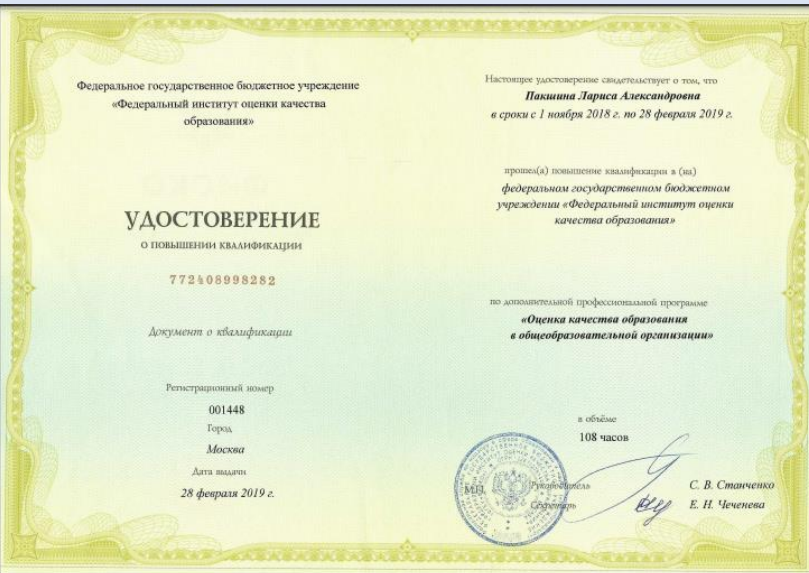 Федеральное государственное бюджетное учреждение
«Федеральный институт оценки качества
образования»
УДОСТОВЕРЕНИЕ
О ПОВЫШЕНИИ КВАЛИФИКАЦИИ
772408998282
Документ о квалификации
Регистрационный номер
001448
Город
Москва
Дата выдачи
28 февраля 2019 г.
Настоящее удостоверение свидетельствует о том, что
Пакшина Лариса Александровна
в сроки с 1 ноября 2018 г. по 28 февраля 2019 г.
прошел(а) повышение квалификации в (на)
федеральном государственном бюджетном
учреждении «Федеральный институт оценки
качества образования»
по дополнительной профессиональной программе
«Оценка качества образования
в общеобразовательной организации»
в объёме
108 часов
М.П.
Руководитель
С. В. Станченко
Секретарь
Е. Н. Чеченева